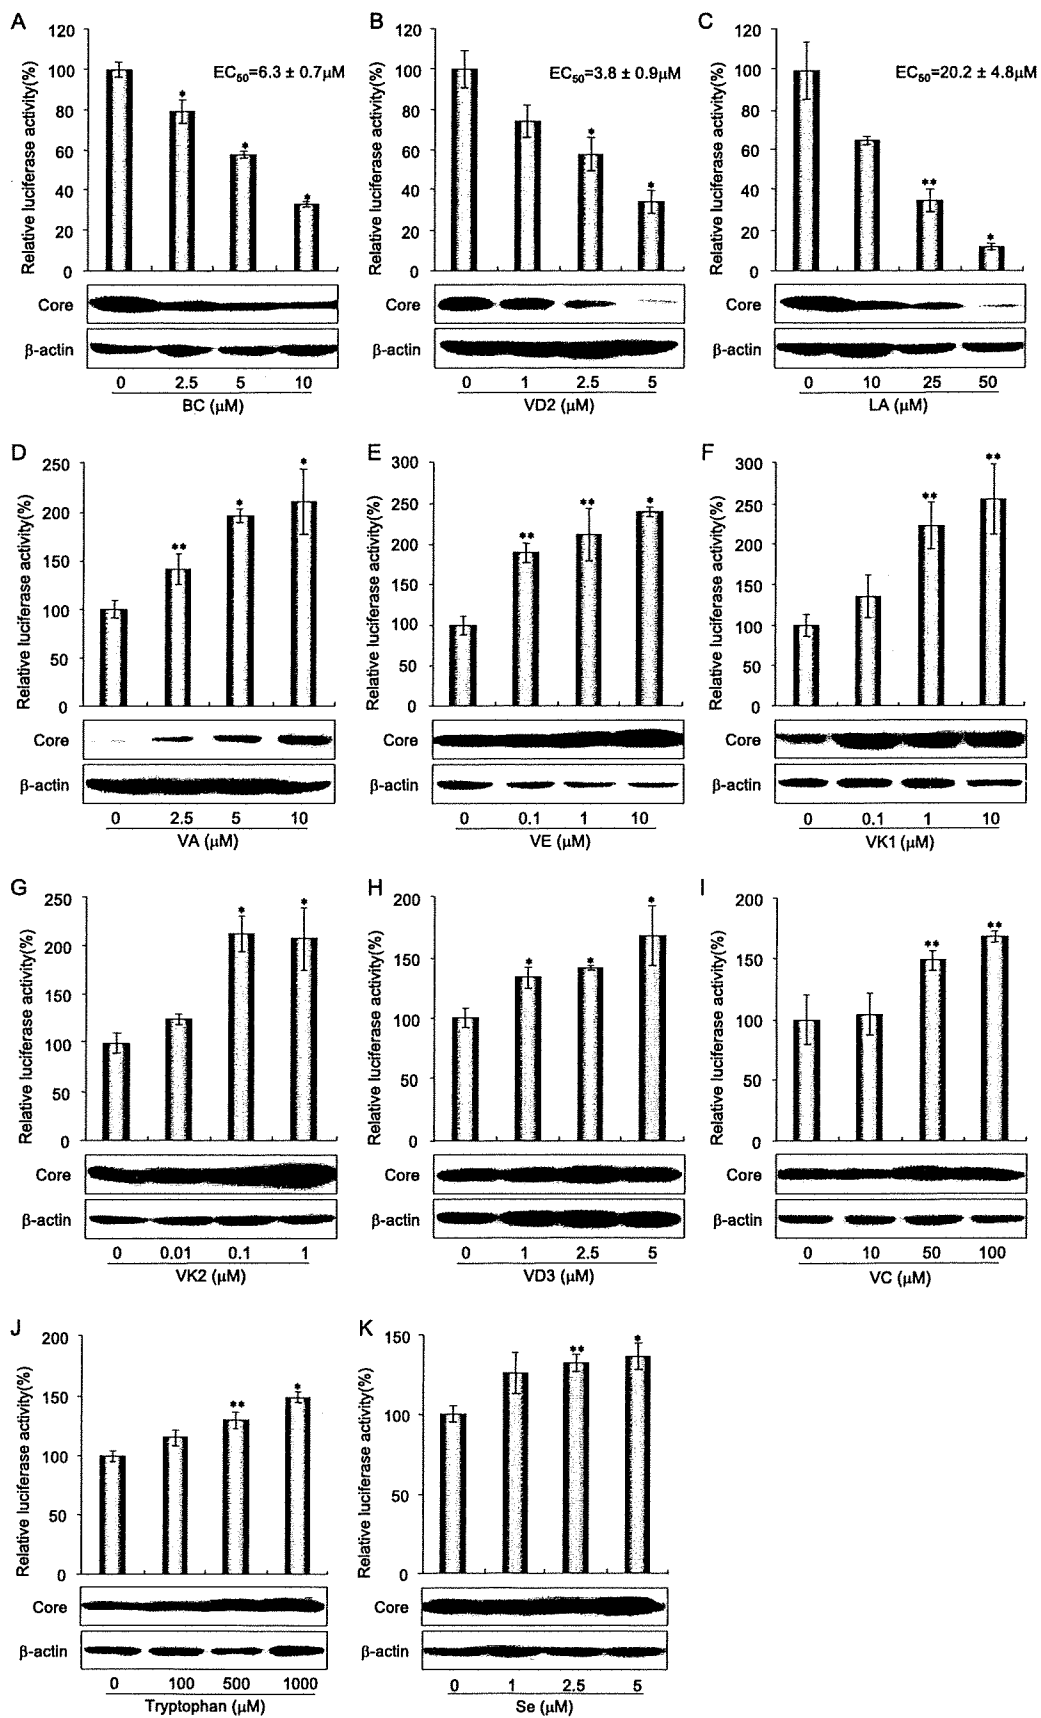 A
Relative luciferase activity(%)
120
100
80
60
40
20
0
EC50=6.3 ± 0.7µM
*
*
*
Core
β-actin
0 2.5 5 10
BC (µM)
B
Relative luciferase activity(%)
120
100
80
60
40
20
0
EC50=3.8 ± 0.9µM
*
*
Core
β-actin
0 1 2.5 5
VD2 (µM)
C
Relative luciferase activity(%)
120
100
80
60
40
20
0
EC50=20.2 ± 4.8µM
**
*
Core
β-actin
0 10 25 50
LA (µM)
D
Relative luciferase activity(%)
250
200
150
100
50
0
**
*
*
Core
β-actin
0 2.5 5 10
VA (µM)
E
Relative luciferase activity(%)
300
250
200
150
100
50
0
**
**
*
Core
β-actin
0 0.1 1 10
VE (µM)
F
Relative luciferase activity(%)
300
250
200
150
100
50
0
**
**
Core
β-actin
0 0.1 1 10
VK1 (µM)
G
Relative luciferase activity(%)
250
200
150
100
50
0
*
*
Core
β-actin
0 0.01 0.1 1
VK2 (µM)
H
Relative luciferase activity(%)
200
150
100
50
0
*
*
*
Core
β-actin
0 1 2.5 5
VD3 (µM)
I
Relative luciferase activity(%)
200
150
100
50
0
**
**
Core
β-actin
0 10 50 100
VC (µM)
J
Relative luciferase activity(%)
200
150
100
50
0
**
*
Core
β-actin
0 100 500 1000
Tryptophan (µM)
K
Relative luciferase activity(%)
150
100
50
0
**
*
Core
β-actin
0 1 2.5 5
Se (µM)